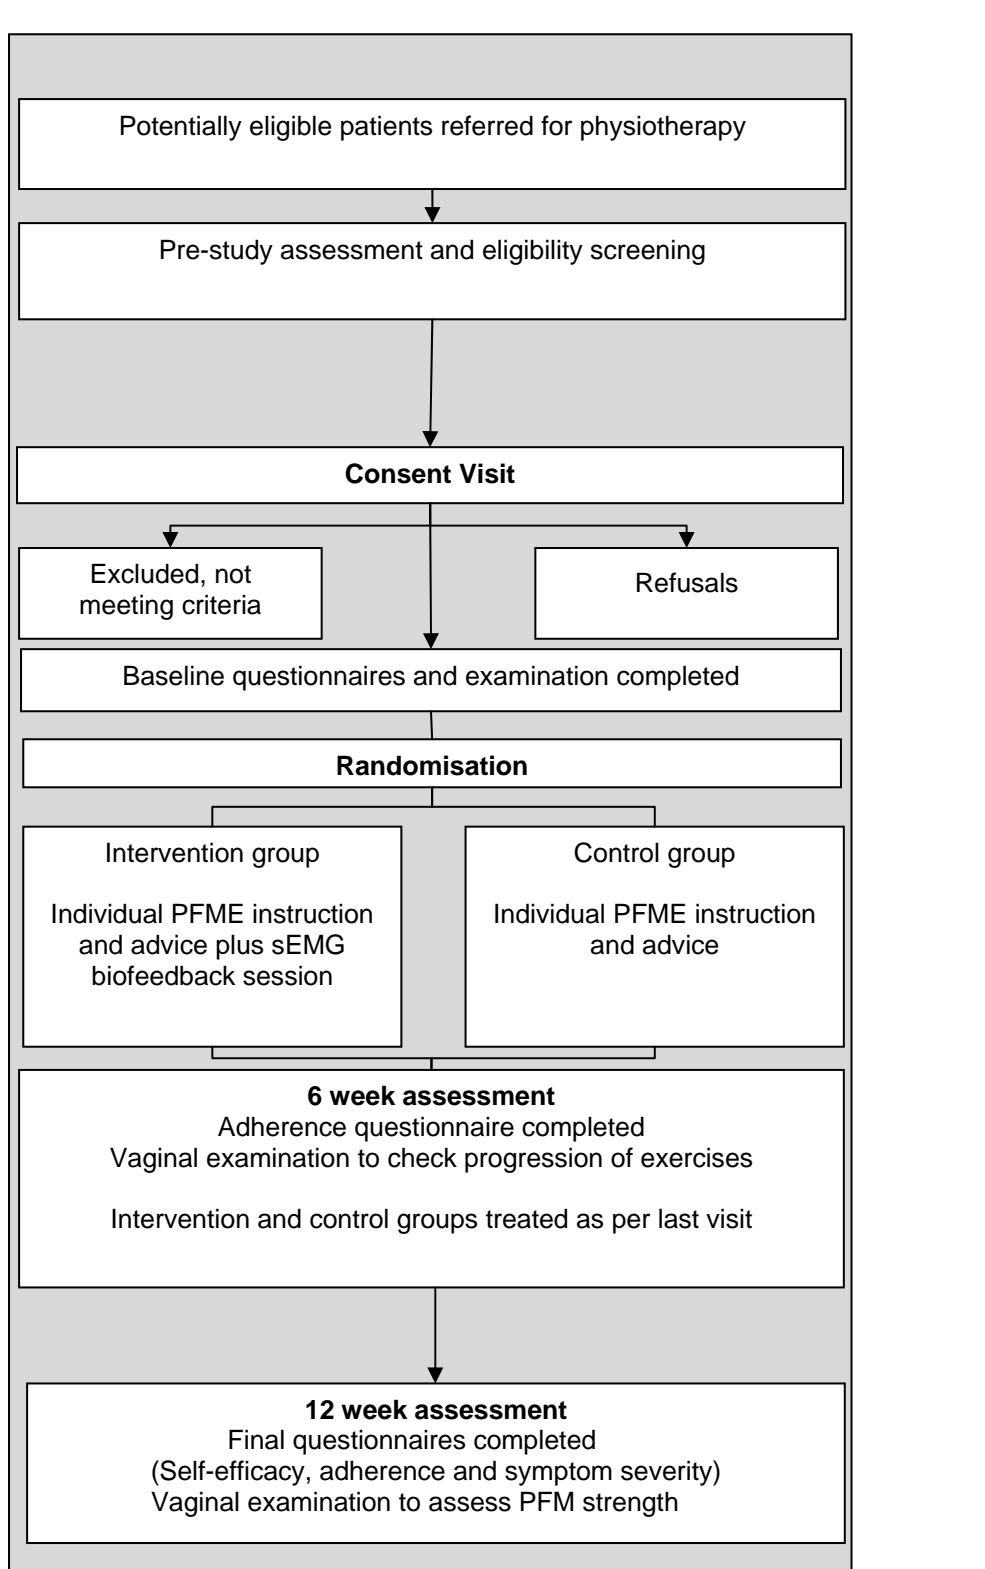 Potentially eligible patients referred for physiotherapy
Pre-study assessment and eligibility screening
Consent Visit
Excluded, not
meeting criteria
Refusals
Baseline questionnaires and examination completed
Randomisation
Intervention group
Individual PFME instruction
and advice plus sEMG
biofeedback session
Control group
Individual PFME instruction
and advice
6 week assessment
Adherence questionnaire completed
Vaginal examination to check progression of exercises
Intervention and control groups treated as per last visit
12 week assessment
Final questionnaires completed
(Self-efficacy, adherence and symptom severity)
Vaginal examination to assess PFM strength